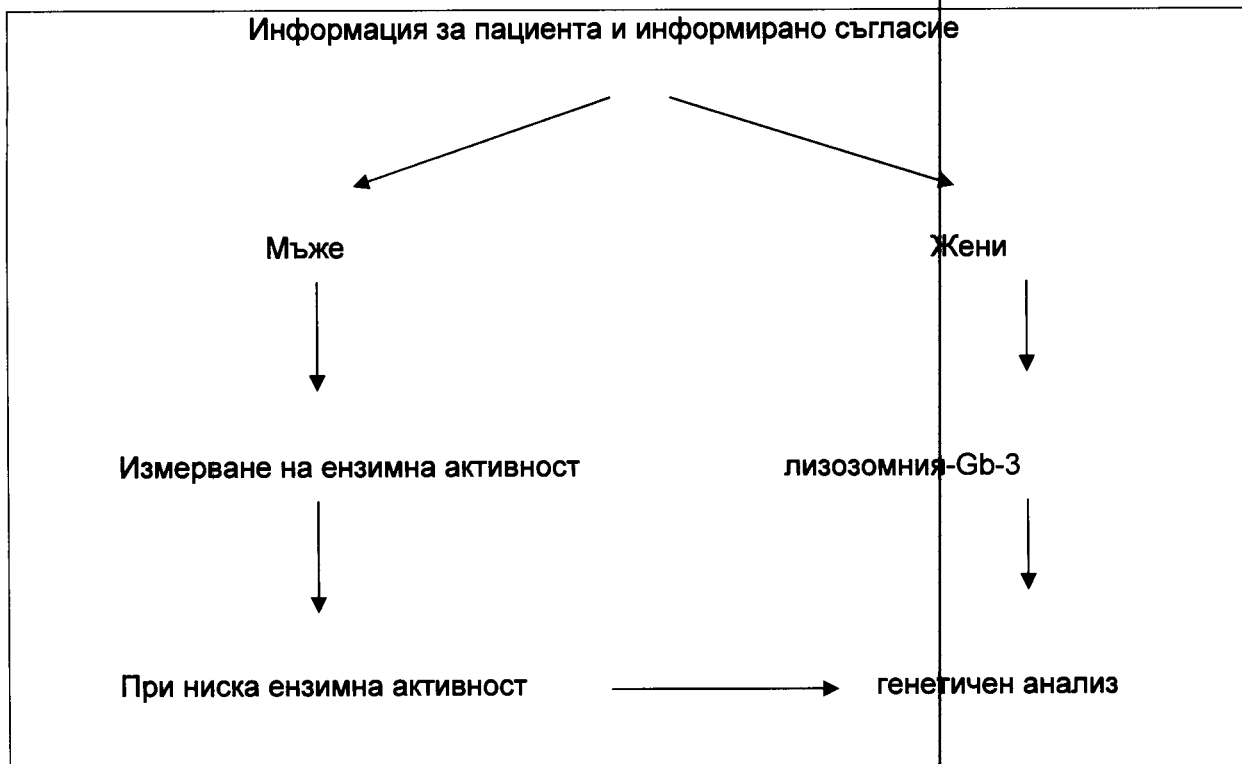 Информация за пациента и информирано съгласие
Мъже
Жени
Измерване на ензимна активност
лизозомния-Gb-3
При ниска ензимна активност
генетичен анализ